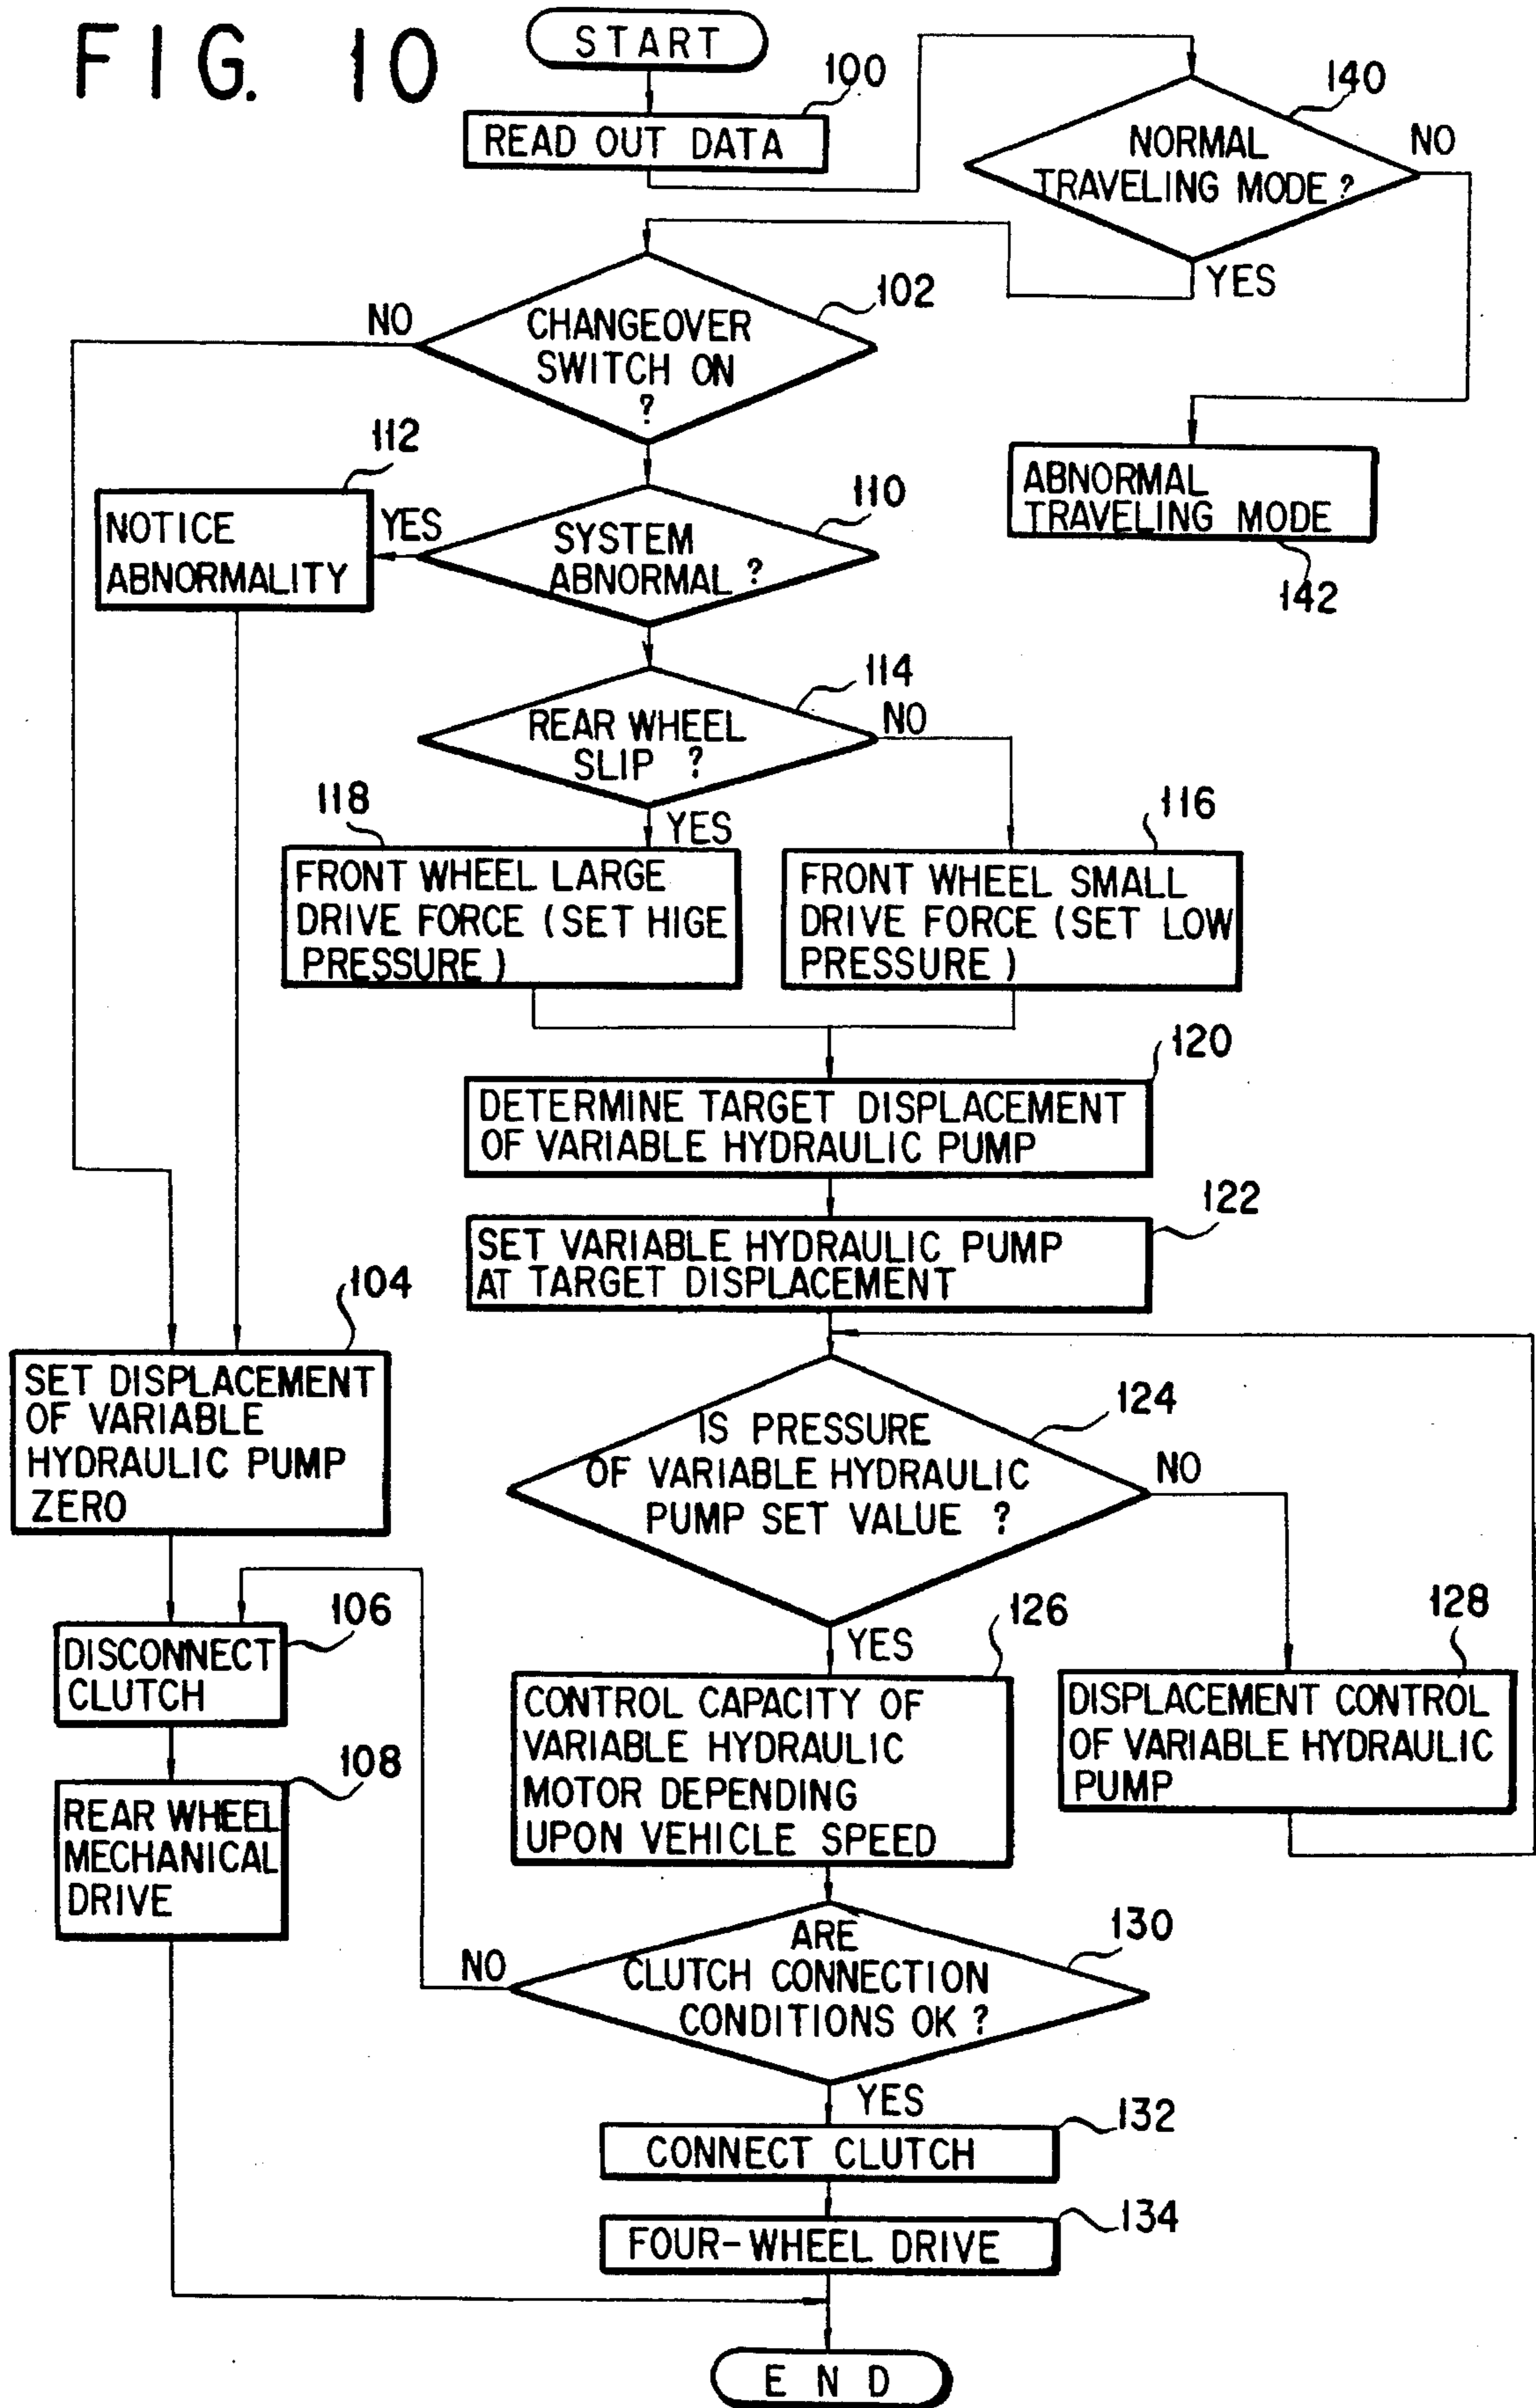 FIG. 10
START
100
READ OUT DATA
140
NORMAL
TRAVELING MODE ?
NO
YES
102
NO
CHANGEOVER
SWITCH ON
?
112
NOTICE
ABNORMALITY
YES
110
SYSTEM
ABNORMAL ?
ABNORMAL
TRAVELING MODE
142
114
REAR WHEEL
SLIP ?
NO
118
YES
116
FRONT WHEEL LARGE
DRIVE FORCE (SET HIGE
PRESSURE)
FRONT WHEEL SMALL
DRIVE FORCE (SET LOW
PRESSURE)
120
DETERMINE TARGET DISPLACEMENT
OF VARIABLE HYDRAULIC PUMP
122
SET VARIABLE HYDRAULIC PUMP
AT TARGET DISPLACEMENT
104
SET DISPLACEMENT
OF VARIABLE
HYDRAULIC PUMP
ZERO
124
IS PRESSURE
OF VARIABLE HYDRAULIC
PUMP SET VALUE ?
NO
YES
106
DISCONNECT
CLUTCH
126
CONTROL CAPACITY OF
VARIABLE HYDRAULIC
MOTOR DEPENDING
UPON VEHICLE SPEED
128
DISPLACEMENT CONTROL
OF VARIABLE HYDRAULIC
PUMP
108
REAR WHEEL
MECHANICAL
DRIVE
130
NO
ARE
CLUTCH CONNECTION
CONDITIONS OK ?
YES
132
CONNECT CLUTCH
134
FOUR-WHEEL DRIVE
END